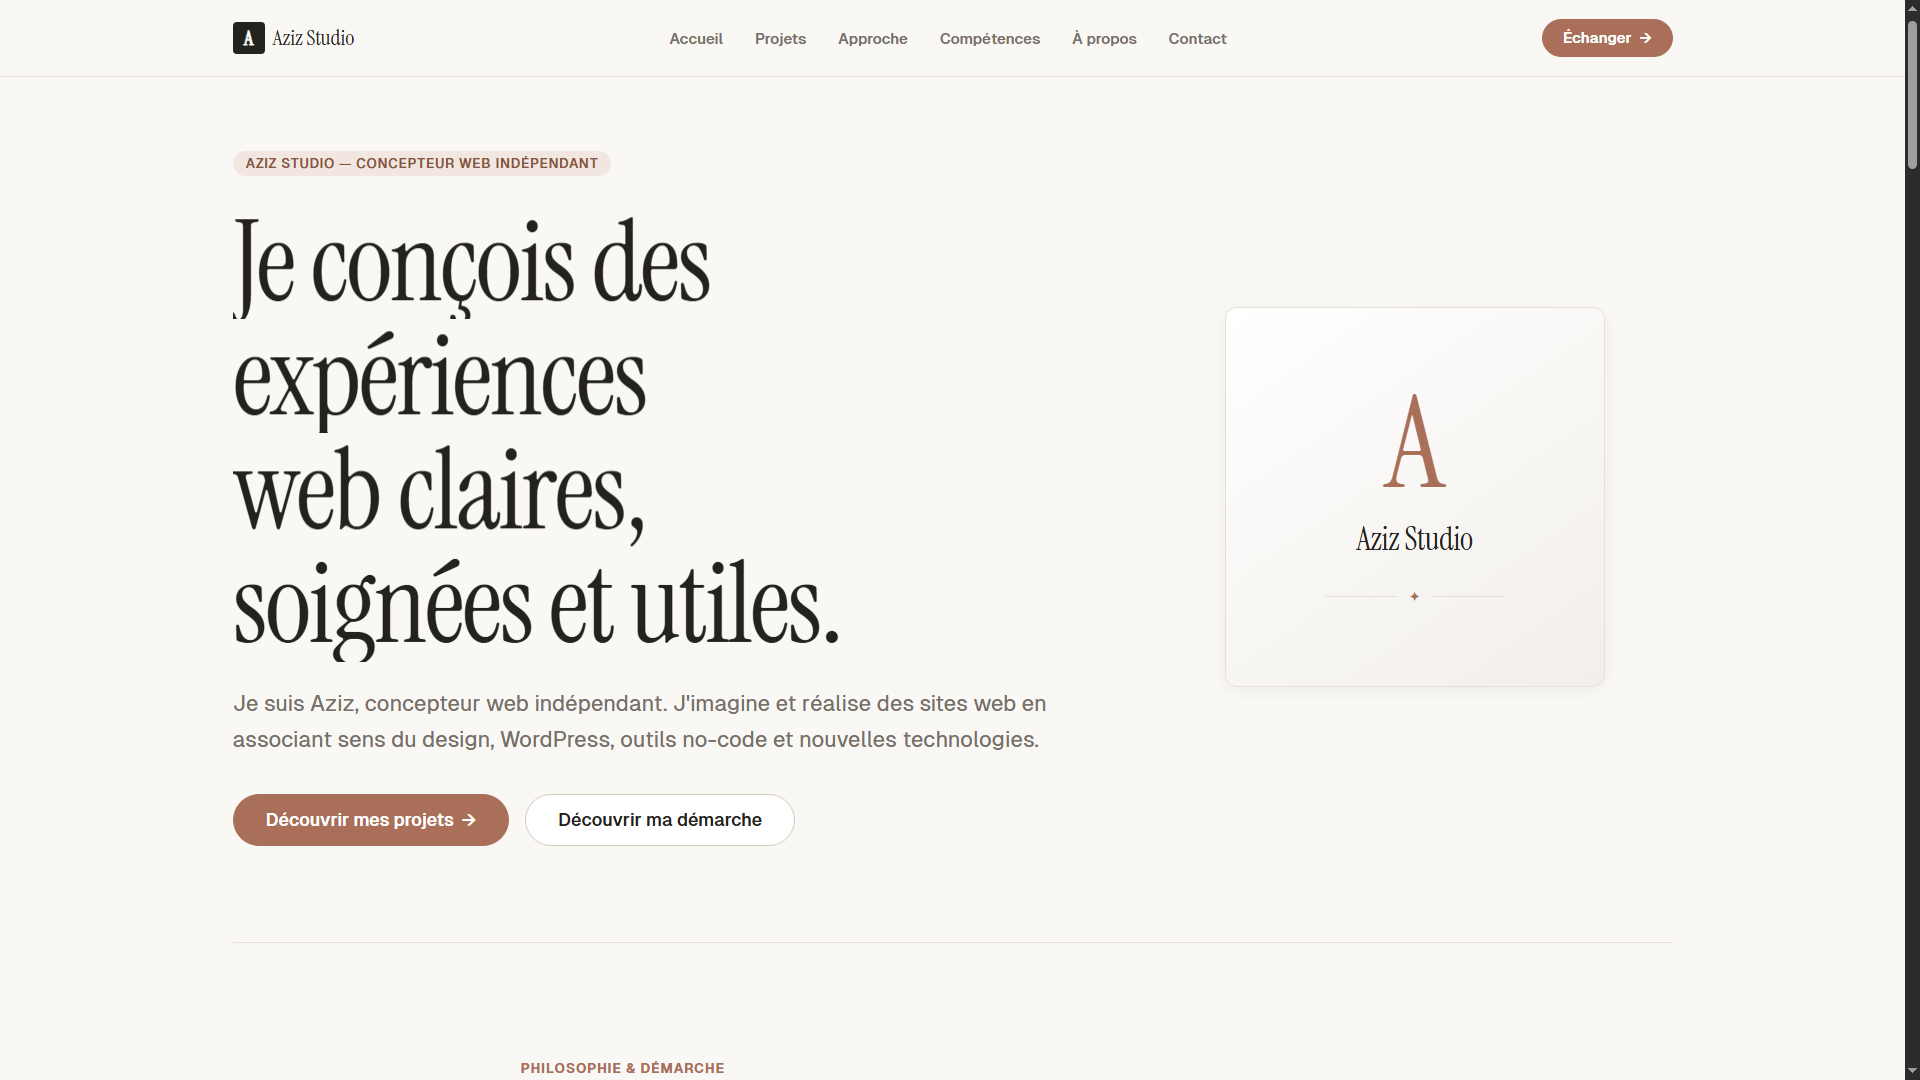 A Aziz Studio
Accueil Projets Approche Compétences À propos Contact
Échanger →
AZIZ STUDIO — CONCEPTEUR WEB INDÉPENDANT
Je conçois des
expériences
web claires,
soignées et utiles.
Je suis Aziz, concepteur web indépendant. J'imagine et réalise des sites web en
associant sens du design, WordPress, outils no-code et nouvelles technologies.
Découvrir mes projets →
Découvrir ma démarche
A
Aziz Studio
PHILOSOPHIE & DÉMARCHE